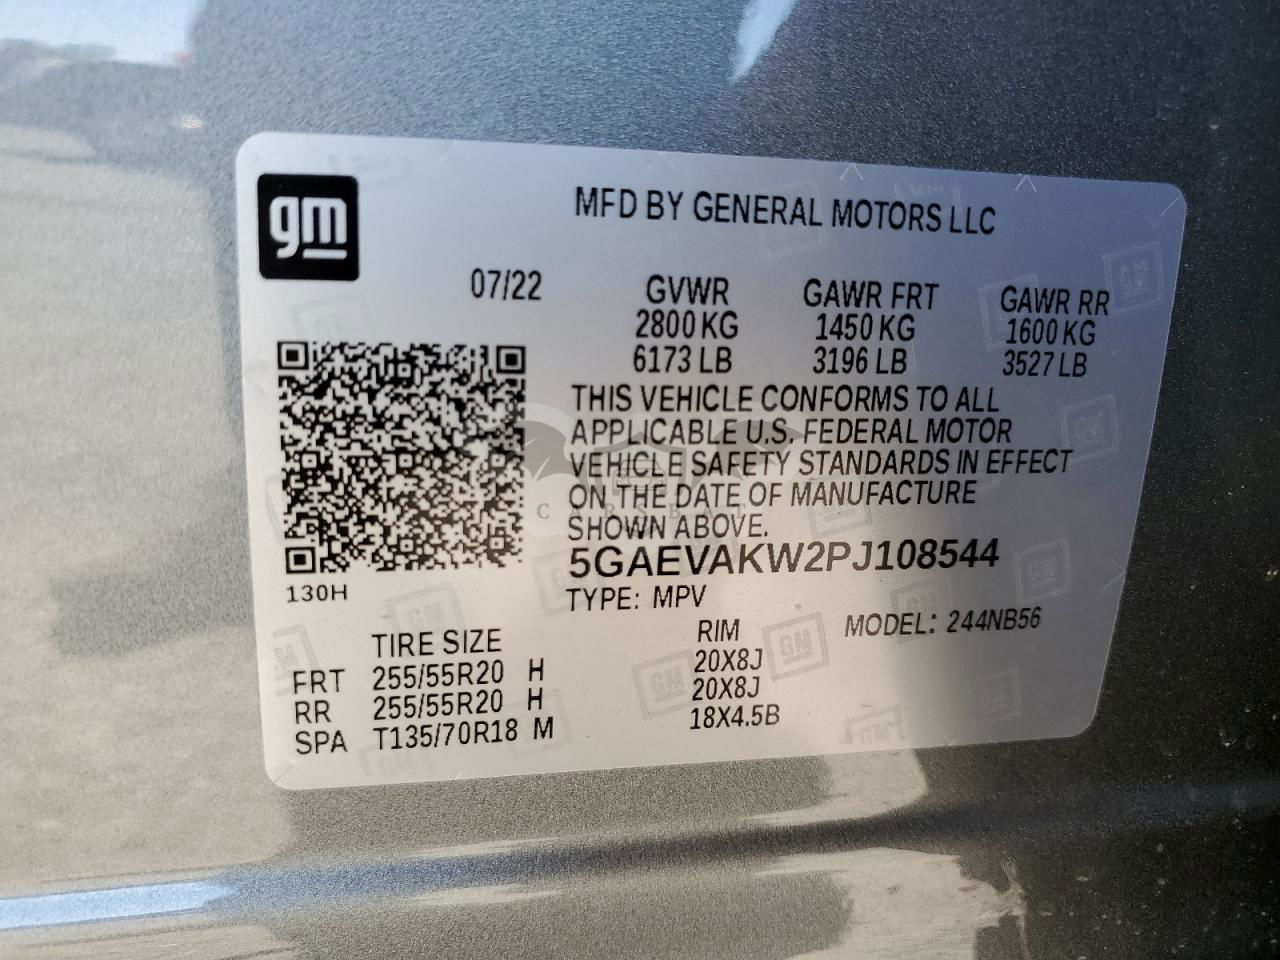 gm
MFD BY GENERAL MOTORS LLC
07/22 GVWR GAWR FRT GAWR RR
2800 KG 1450 KG 1600 KG
6173 LB 3196 LB 3527 LB
THIS VEHICLE CONFORMS TO ALL
APPLICABLE U.S. FEDERAL MOTOR
VEHICLE SAFETY STANDARDS IN EFFECT
ON THE DATE OF MANUFACTURE
SHOWN ABOVE.
5GAEVAKW2PJ108544
130H
TYPE: MPV MODEL: 244NB56
TIRE SIZE RIM
FRT 255/55R20 H 20X8J
RR 255/55R20 H 20X8J
SPA T135/70R18 M 18X4.5B